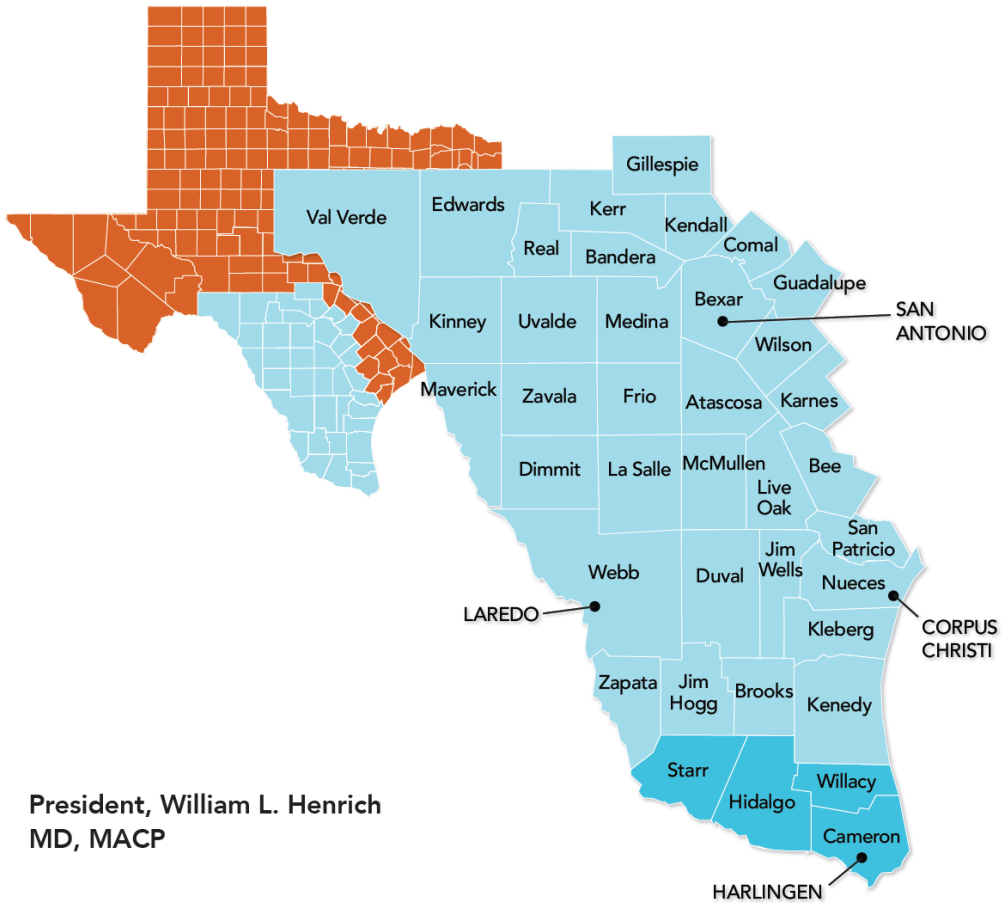 Gillespie
Val Verde
Edwards
Kerr
Kendall
Real
Bandera
Comal
Guadalupe
Bexar
SAN
ANTONIO
Kinney
Uvalde
Medina
Wilson
Maverick
Zavala
Frio
Atascosa
Karnes
Dimmit
La Salle
McMullen
Bee
Live
Oak
San
Patricio
Webb
Duval
Jim
Wells
Nueces
LAREDO
Kleberg
CORPUS
CHRISTI
Zapata
Jim
Hogg
Brooks
Kenedy
Starr
Hidalgo
Willacy
Cameron
HARLINGEN
President, William L. Henrich
MD, MACP